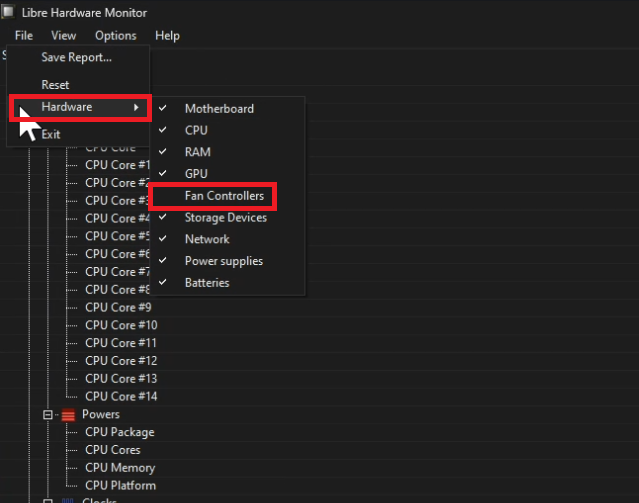 Libre Hardware Monitor
File View Options Help
Save Report...
Reset
Hardware
Exit
Motherboard
CPU
RAM
GPU
Fan Controllers
Storage Devices
Network
Power supplies
Batteries
CPU Core
CPU Core #1
CPU Core #2
CPU Core #3
CPU Core #4
CPU Core #5
CPU Core #6
CPU Core #7
CPU Core #8
CPU Core #9
CPU Core #10
CPU Core #11
CPU Core #12
CPU Core #13
CPU Core #14
Powers
CPU Package
CPU Cores
CPU Memory
CPU Platform
Clocks